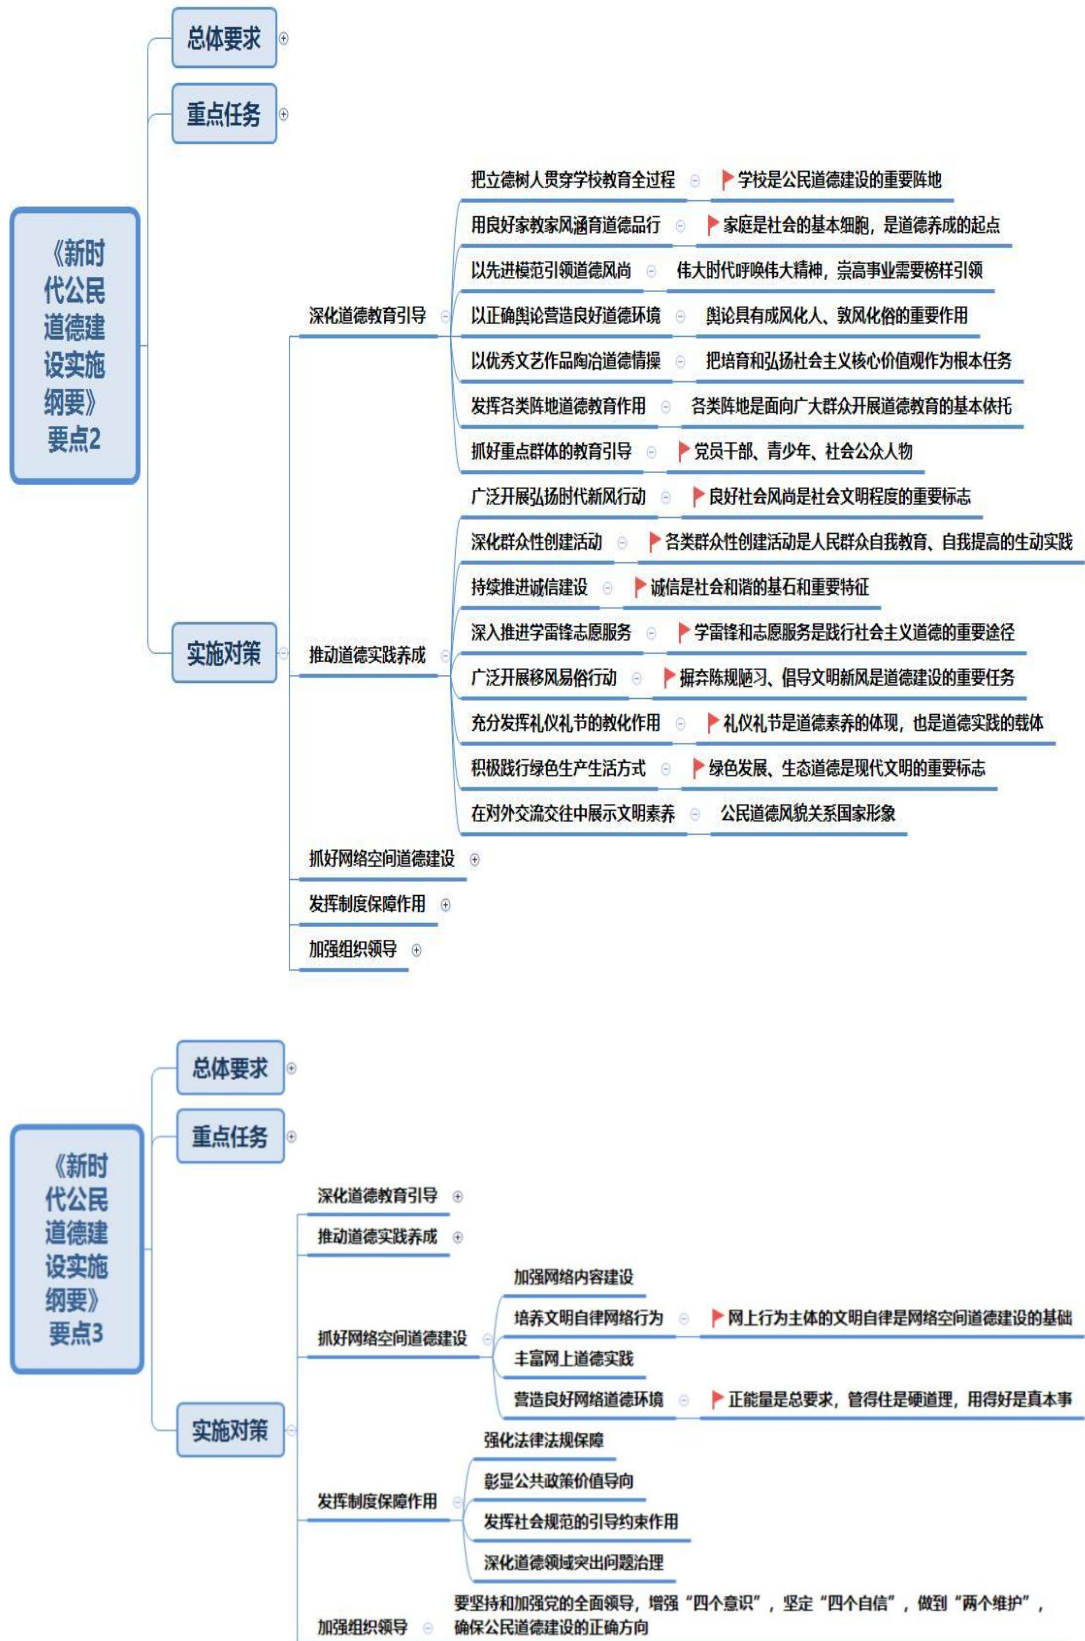 《新时
代公民
道德建
设实施
纲要》
要点2
总体要求
重点任务
实施对策
深化道德教育引导
把立德树人贯穿学校教育全过程 学校是公民道德建设的重要阵地
用良好家教家风涵育道德品行 家庭是社会的基本细胞，是道德养成的起点
以先进模范引领道德风尚 伟大时代呼唤伟大精神，崇高事业需要榜样引领
以正确舆论营造良好道德环境 舆论具有成风化人、敦风化俗的重要作用
以优秀文艺作品陶冶道德情操 把培育和弘扬社会主义核心价值观作为根本任务
发挥各类阵地道德教育作用 各类阵地是面向广大群众开展道德教育的基本依托
抓好重点群体的教育引导 党员干部、青少年、社会公众人物
推动道德实践养成
广泛开展弘扬时代新风行动 良好社会风尚是社会文明程度的重要标志
深化群众性创建活动 各类群众性创建活动是人民群众自我教育、自我提高的生动实践
持续推进诚信建设 诚信是社会和谐的基石和重要特征
深入推进学雷锋志愿服务 学雷锋和志愿服务是践行社会主义道德的重要途径
广泛开展移风易俗行动 摒弃陈规陋习、倡导文明新风是道德建设的重要任务
充分发挥礼仪礼节的教化作用 礼仪礼节是道德素养的体现，也是道德实践的载体
积极践行绿色生产生活方式 绿色发展、生态道德是现代文明的重要标志
在对外交流交往中展示文明素养 公民道德风貌关系国家形象
抓好网络空间道德建设
发挥制度保障作用
加强组织领导
《新时
代公民
道德建
设实施
纲要》
要点3
总体要求
重点任务
实施对策
深化道德教育引导
推动道德实践养成
抓好网络空间道德建设
加强网络内容建设
培养文明自律网络行为 网上行为主体的文明自律是网络空间道德建设的基础
丰富网上道德实践
营造良好网络道德环境 正能量是总要求，管得住是硬道理，用得好是真本事
发挥制度保障作用
强化法律法规保障
彰显公共政策价值导向
发挥社会规范的引导约束作用
深化道德领域突出问题治理
加强组织领导
要坚持和加强党的全面领导，增强“四个意识”，坚定“四个自信”，做到“两个维护”，
确保公民道德建设的正确方向